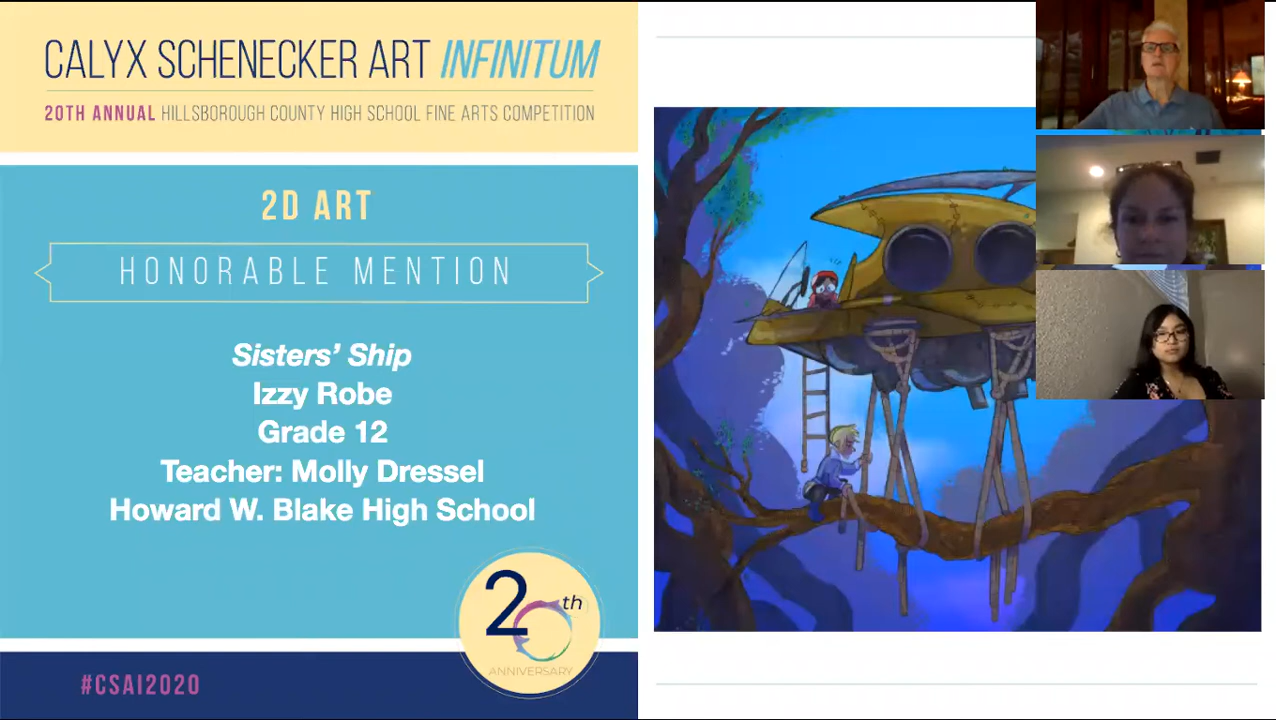 CALYX SCHENECKER ART INFINITUM
20TH ANNUAL HILLSBOROUGH COUNTY HIGH SCHOOL FINE ARTS COMPETITION
2D ART
HONORABLE MENTION
Sisters' Ship
Izzy Robe
Grade 12
Teacher: Molly Dressel
Howard W. Blake High School
20th
ANNIVERSARY
#CSAI2020